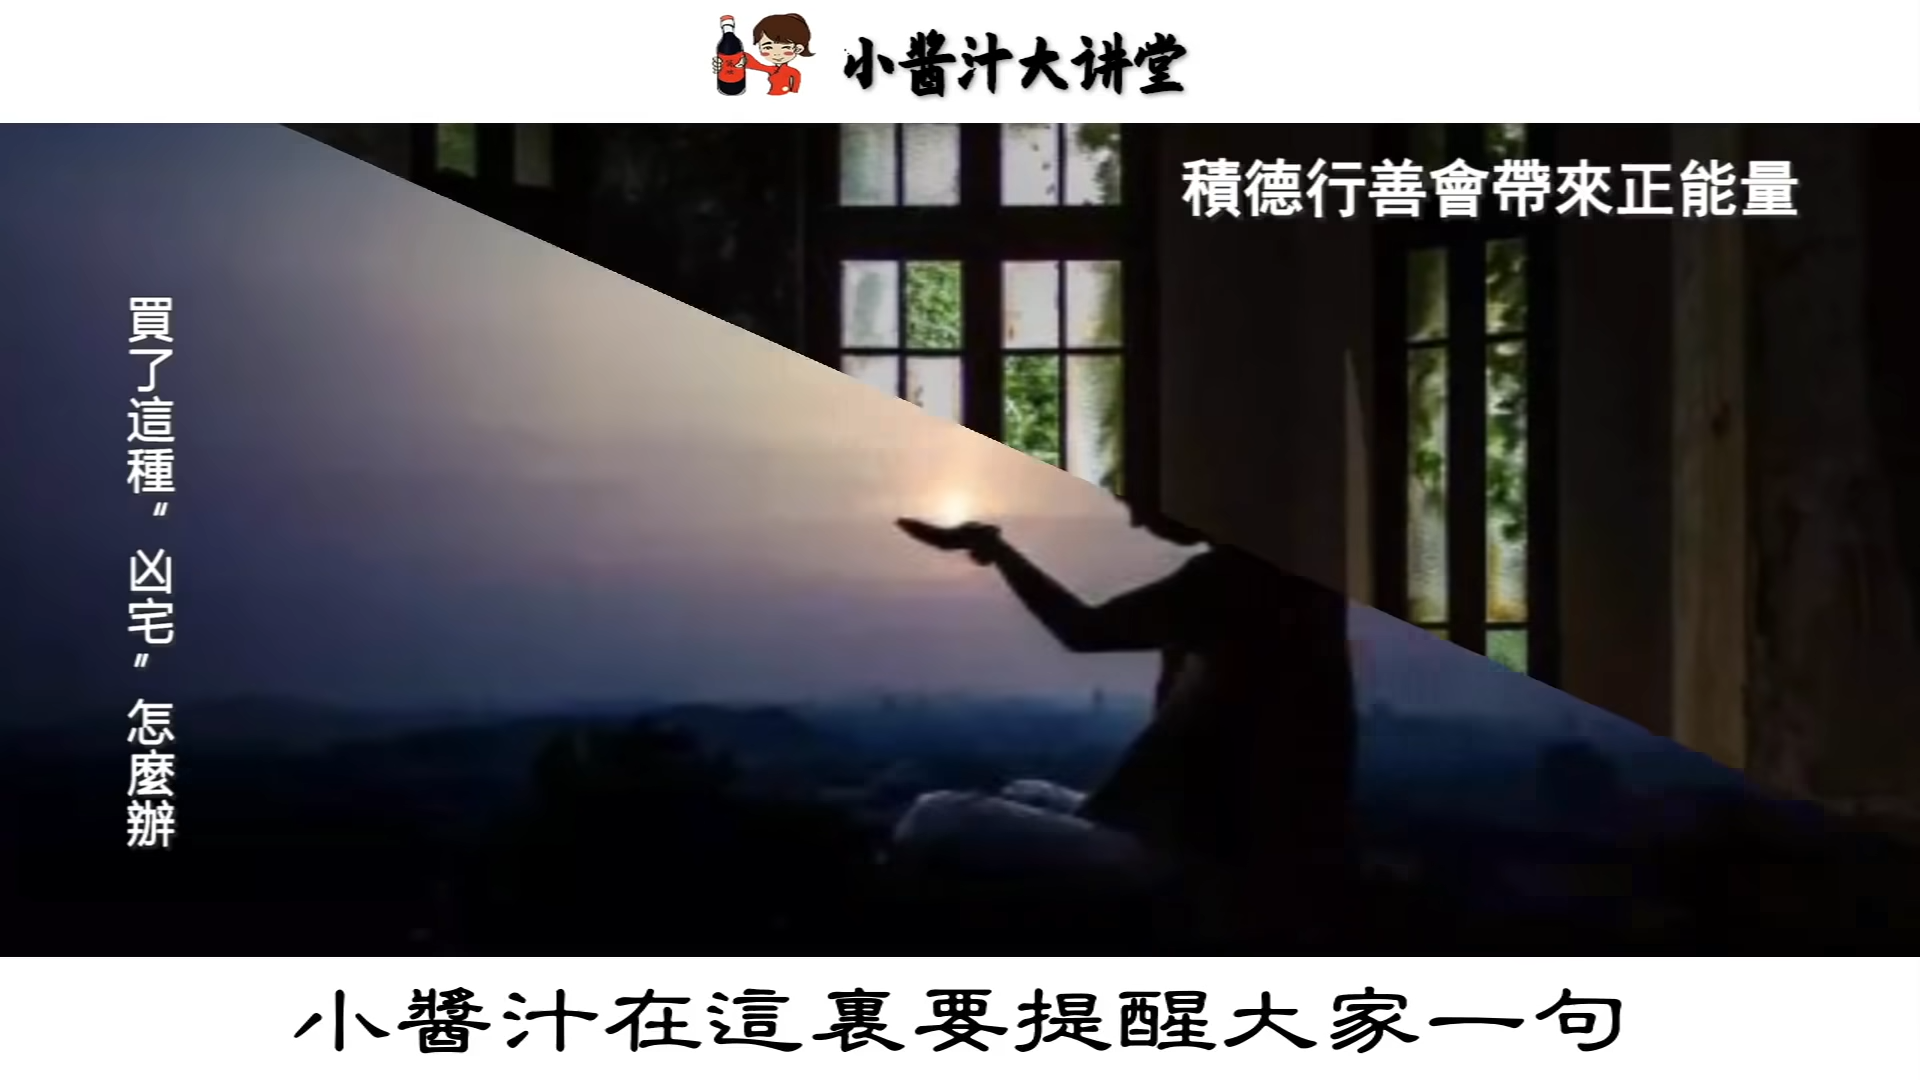 小醬汁大讲堂
積德行善會帶來正能量
買了這種“凶宅”怎麼辦
小醬汁在這裏要提醒大家一句